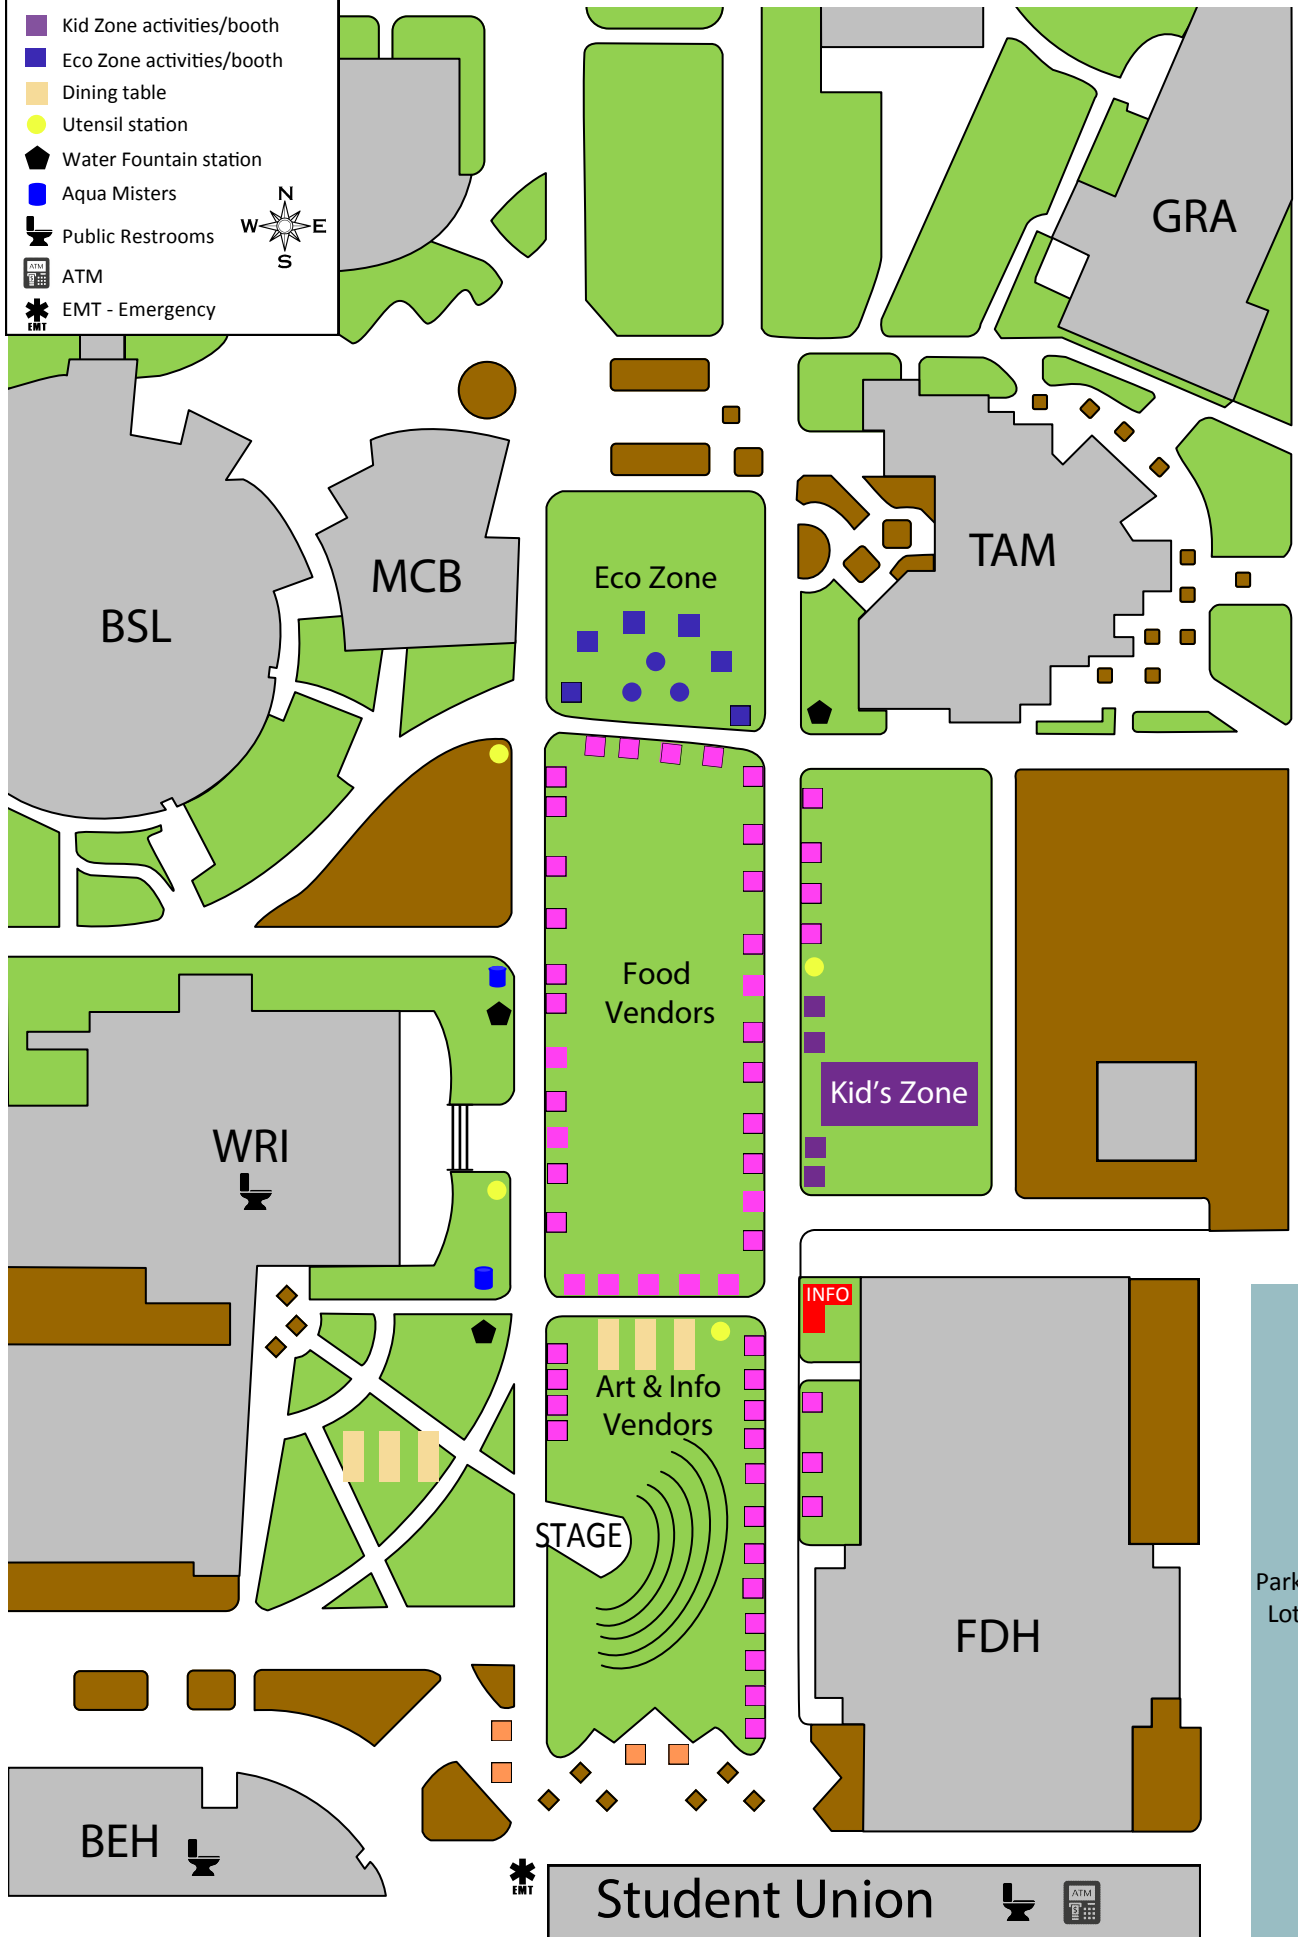 Kid Zone activities/booth
Eco Zone activities/booth
Dining table
Utensil station
Water Fountain station
Aqua Misters
Public Restrooms
ATM
ATM
$
EMT - Emergency
EMT
N
W
E
S
GRA
TAM
MCB
BSL
Eco Zone
Food
Vendors
Kid's Zone
WRI
INFO
Art & Info
Vendors
STAGE
FDH
Park
Lot
BEH
EMT
Student Union
ATM
$